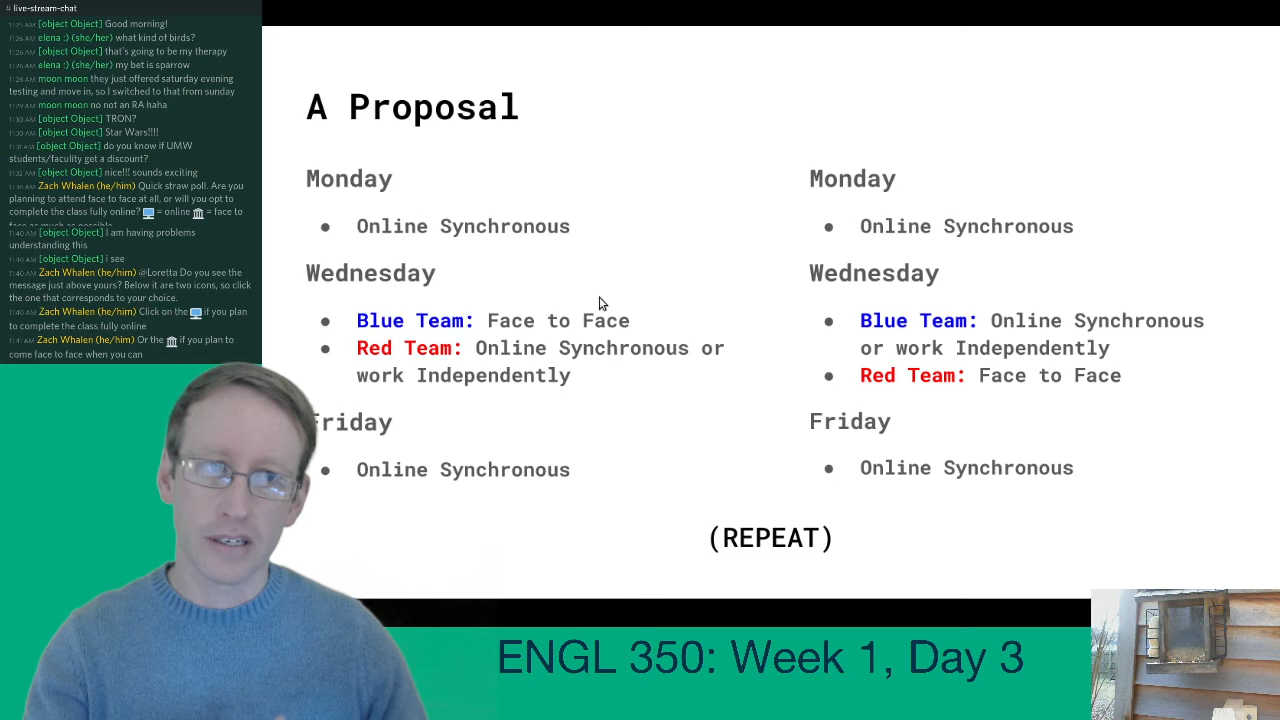 # live-stream-chat
11:25 AM [object Object] Good morning!
11:26 AM elena :) (she/her) what kind of birds?
11:26 AM [object Object] that's going to be my therapy
11:26 AM elena :) (she/her) my bet is sparrow
11:28 AM moon moon they just offered saturday evening
testing and move in, so I switched to that from sunday
11:29 AM moon moon no not an RA haha
11:30 AM [object Object] TRON?
[object Object] Star Wars!!!!
[object Object] do you know if UMW
students/faculity get a discount?
11:32 AM [object Object] nice!!! sounds exciting
Zach Whalen (he/him) Quick straw poll. Are you
planning to attend face to face at all, or will you opt to
complete the class fully online? 🖥 = online 🏛 = face to
face as much as possible
11:40 AM [object Object] I am having problems
understanding this
11:40 AM [object Object] i see
11:40 AM Zach Whalen (he/him) @Loretta Do you see the
message just above yours? Below it are two icons, so click
the one that corresponds to your choice.
11:40 AM Zach Whalen (he/him) Click on the 🖥 if you plan
to complete the class fully online
11:41 AM Zach Whalen (he/him) Or the 🏛 if you plan to
come face to face when you can
A Proposal
Monday
● Online Synchronous
Wednesday
● Blue Team: Face to Face
● Red Team: Online Synchronous or
work Independently
Friday
● Online Synchronous
Monday
● Online Synchronous
Wednesday
● Blue Team: Online Synchronous
or work Independently
● Red Team: Face to Face
Friday
● Online Synchronous
(REPEAT)
ENGL 350: Week 1, Day 3